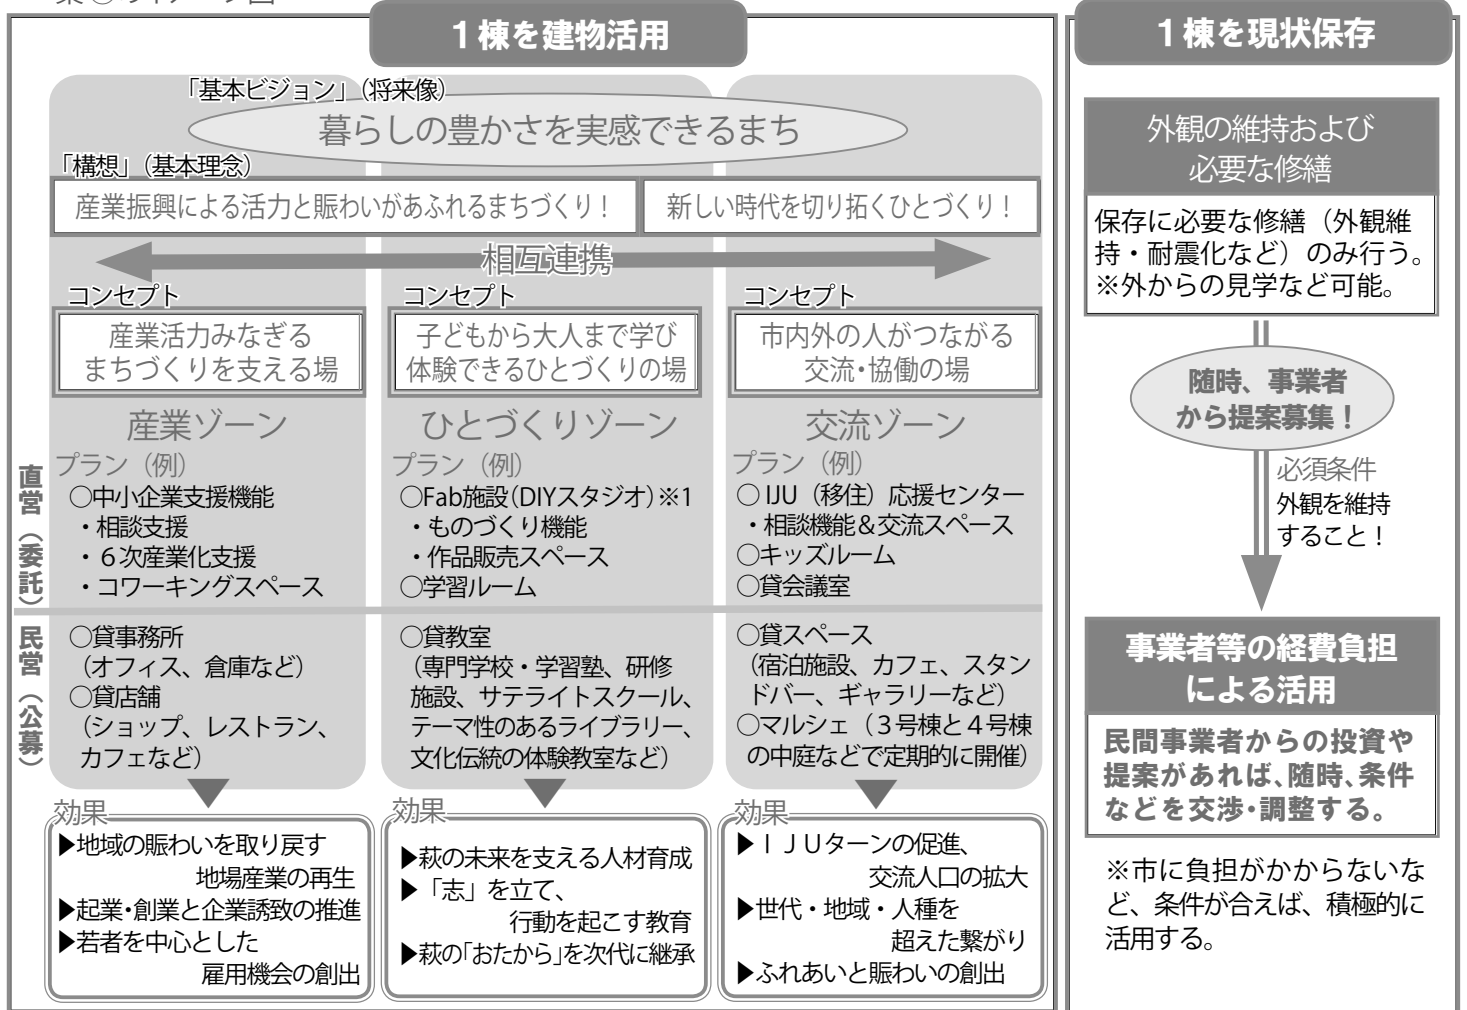 1棟を建物活用
「基本ビジョン」（将来像）
暮らしの豊かさを実感できるまち
「構想」（基本理念）
産業振興による活力と賑わいがあふれるまちづくり！
新しい時代を切り拓くひとづくり！
相互連携
コンセプト
産業活力みなぎる
まちづくりを支える場
産業ゾーン
コンセプト
子どもから大人まで学び
体験できるひとづくりの場
ひとづくりゾーン
コンセプト
市内外の人がつながる
交流・協働の場
交流ゾーン
直営（委託）
プラン（例）
○中小企業支援機能
・相談支援
・６次産業化支援
・コワーキングスペース
プラン（例）
○Fab施設（DIYスタジオ）※1
・ものづくり機能
・作品販売スペース
○学習ルーム
プラン（例）
○IJU（移住）応援センター
・相談機能＆交流スペース
○キッズルーム
○貸会議室
民営（公募）
○貸事務所
（オフィス、倉庫など）
○貸店舗
（ショップ、レストラン、
カフェなど）
○貸教室
（専門学校・学習塾、研修
施設、サテライトスクール、
テーマ性のあるライブラリー、
文化伝統の体験教室など）
○貸スペース
（宿泊施設、カフェ、スタン
ドバー、ギャラリーなど）
○マルシェ（３号棟と４号棟
の中庭などで定期的に開催）
効果
▶地域の賑わいを取り戻す
地場産業の再生
▶起業・創業と企業誘致の推進
▶若者を中心とした
雇用機会の創出
効果
▶萩の未来を支える人材育成
▶「志」を立て、
行動を起こす教育
▶萩の「おたから」を次代に継承
効果
▶ＩＪＵターンの促進、
交流人口の拡大
▶世代・地域・人種を
超えた繋がり
▶ふれあいと賑わいの創出
1棟を現状保存
外観の維持および
必要な修繕
保存に必要な修繕（外観維
持・耐震化など）のみ行う。
※外からの見学など可能。
随時、事業者
から提案募集！
必須条件
外観を維持
すること！
事業者等の経費負担
による活用
民間事業者からの投資や
提案があれば、随時、条件
などを交渉・調整する。
※市に負担がかからないな
ど、条件が合えば、積極的に
活用する。